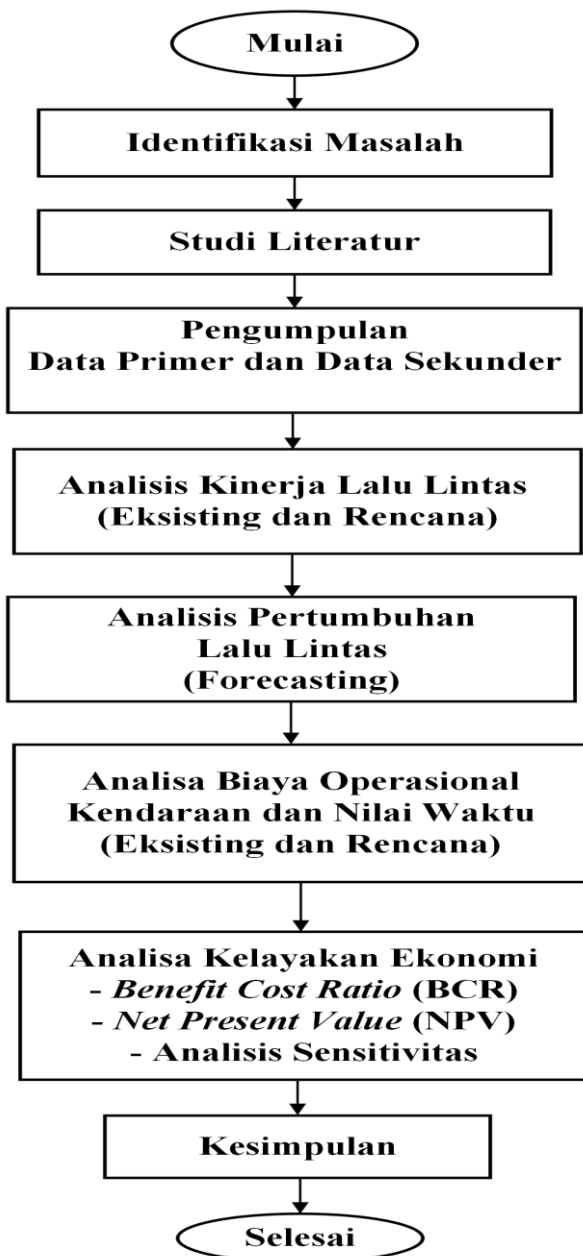 Mulai
Identifikasi Masalah
Studi Literatur
Pengumpulan
Data Primer dan Data Sekunder
Analisis Kinerja Lalu Lintas
(Eksisting dan Rencana)
Analisis Pertumbuhan
Lalu Lintas
(Forecasting)
Analisa Biaya Operasional
Kendaraan dan Nilai Waktu
(Eksisting dan Rencana)
Analisa Kelayakan Ekonomi
- Benefit Cost Ratio (BCR)
- Net Present Value (NPV)
- Analisis Sensitivitas
Kesimpulan
Selesai